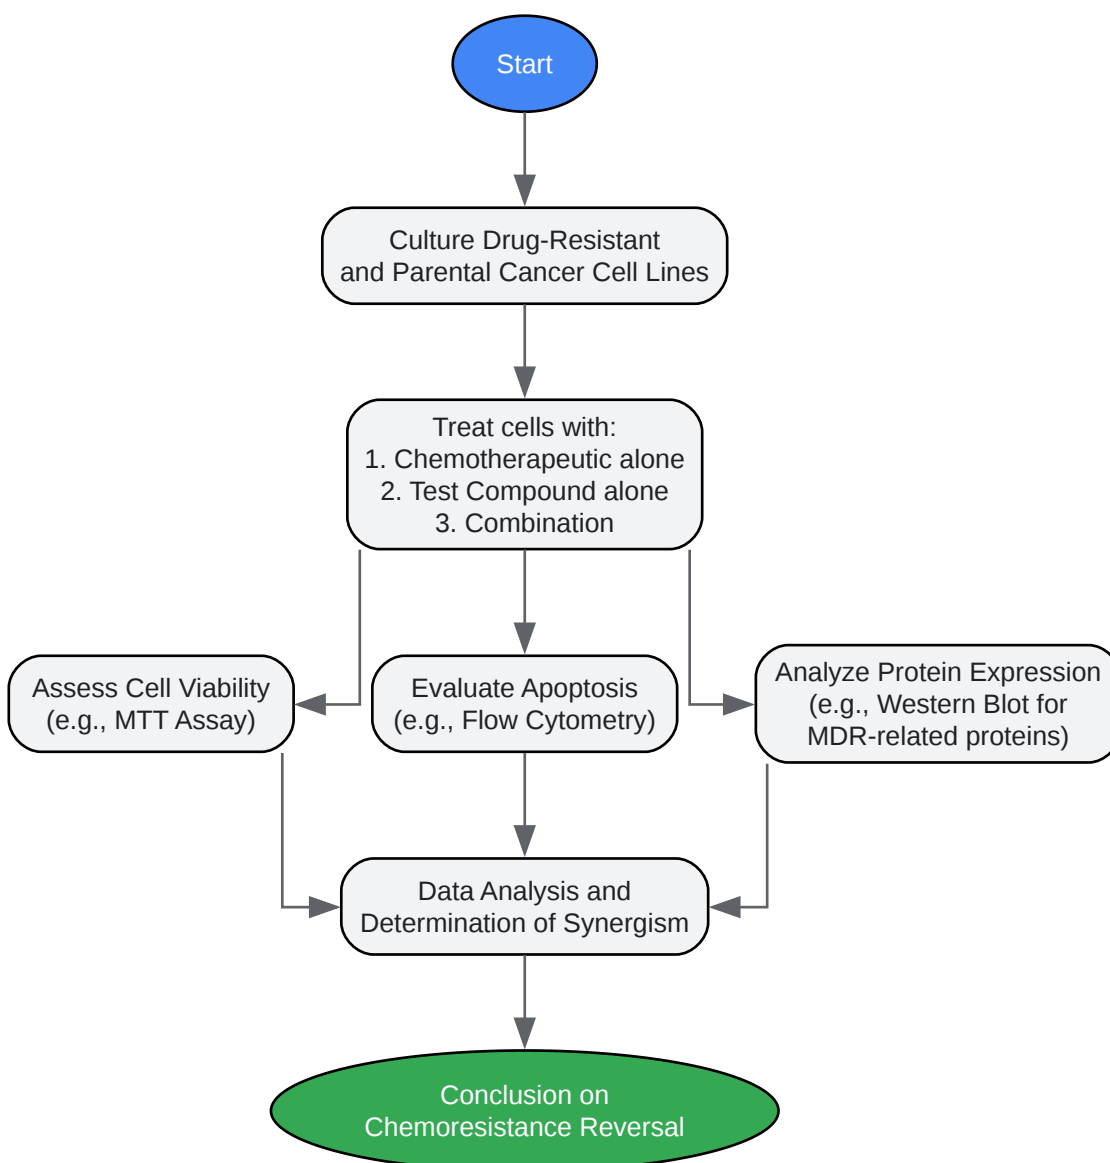 Start
Culture Drug-Resistant
and Parental Cancer Cell Lines
Treat cells with:
1. Chemotherapeutic alone
2. Test Compound alone
3. Combination
Assess Cell Viability
(e.g., MTT Assay)
Evaluate Apoptosis
(e.g., Flow Cytometry)
Analyze Protein Expression
(e.g., Western Blot for
MDR-related proteins)
Data Analysis and
Determination of Synergism
Conclusion on
Chemoresistance Reversal